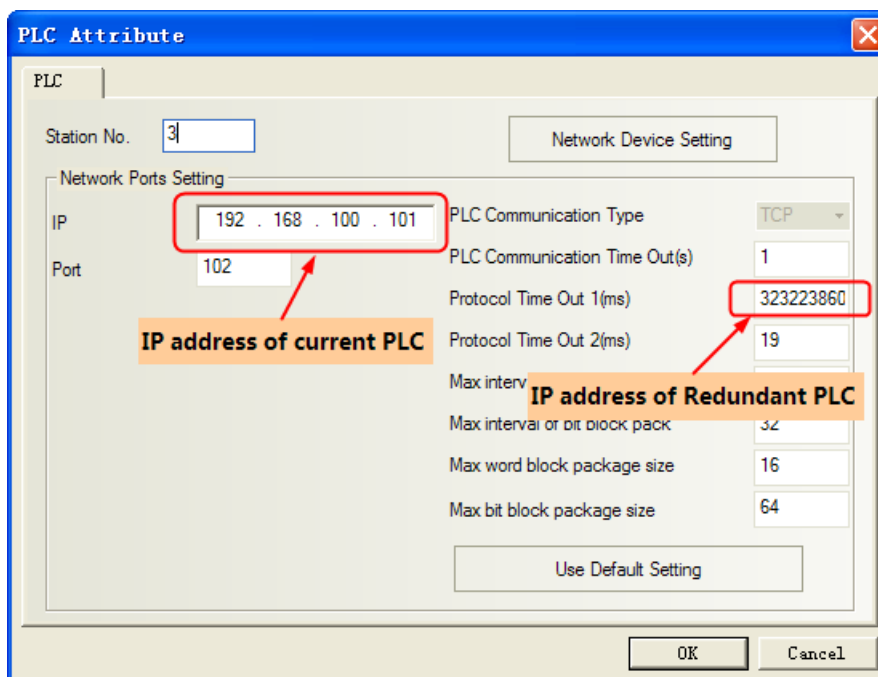 PLC Attribute
PLC
Station No. 3 Network Device Setting
Network Ports Setting
IP 192 . 168 . 100 . 101 PLC Communication Type TCP
Port 102 PLC Communication Time Out(s) 1
Protocol Time Out 1(ms) 323223860
IP address of current PLC Protocol Time Out 2(ms) 19
Max interv
IP address of Redundant PLC
Max interval of bit block pack 32
Max word block package size 16
Max bit block package size 64
Use Default Setting
OK Cancel